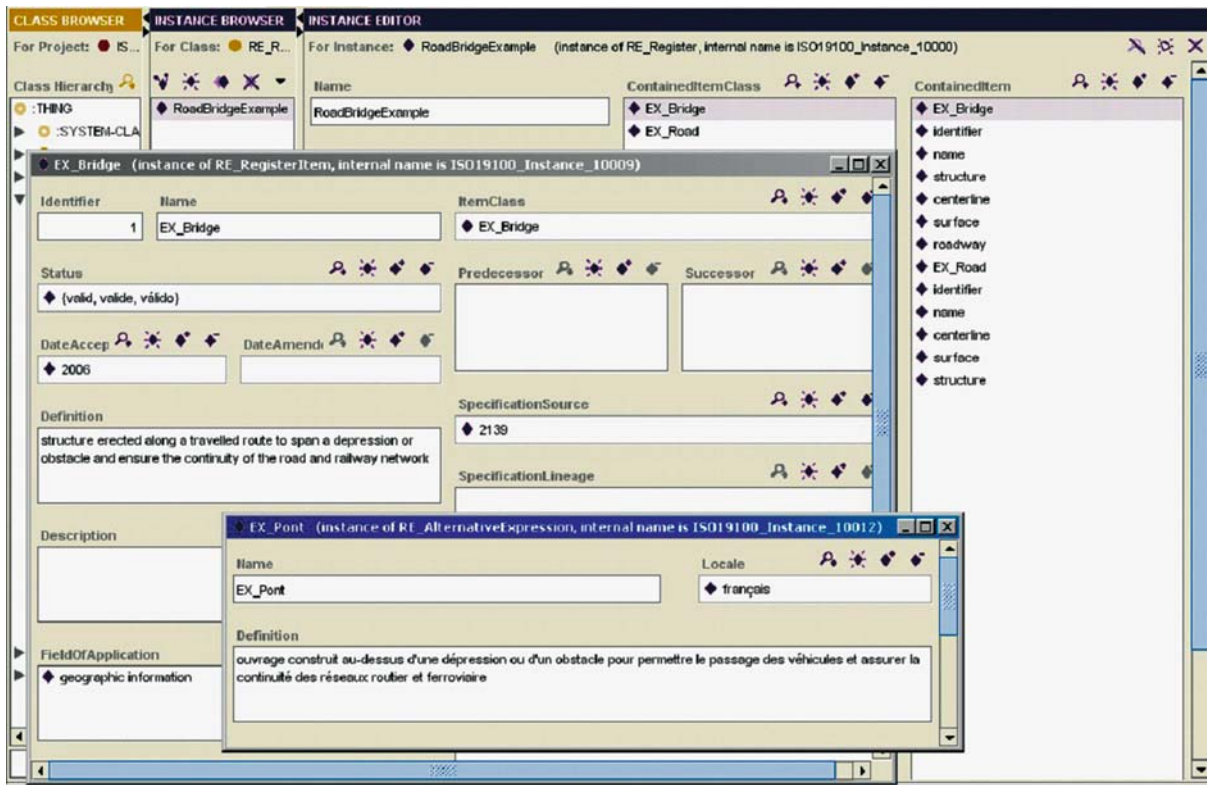 CLASS BROWSER
INSTANCE BROWSER
INSTANCE EDITOR
For Project: IS...
For Class: RE_R...
For Instance: RoadBridgeExample (instance of RE_Register, internal name is ISO19100_Instance_10000)
Class Hierarchy
:THING
:SYSTEM-CLA
RoadBridgeExample
Name
RoadBridgeExample
ContainedItemClass
EX_Bridge
EX_Road
ContainedItem
EX_Bridge
identifier
name
structure
centerline
surface
roadway
EX_Road
identifier
name
centerline
surface
structure
EX_Bridge (instance of RE_RegisterItem, internal name is ISO19100_Instance_10009)
Identifier
1
Name
EX_Bridge
ItemClass
EX_Bridge
Status
(valid, valide, válido)
Predecessor
Successor
DateAccep
2006
DateAmende
Definition
structure erected along a travelled route to span a depression or
obstacle and ensure the continuity of the road and railway network
SpecificationSource
2139
SpecificationLineage
Description
FieldOfApplication
geographic information
EX_Pont (instance of RE_AlternativeExpression, internal name is ISO19100_Instance_10012)
Name
EX_Pont
Locale
français
Definition
ouvrage construit au-dessus d'une dépression ou d'un obstacle pour permettre le passage des véhicules et assurer la
continuité des réseaux routier et ferroviaire